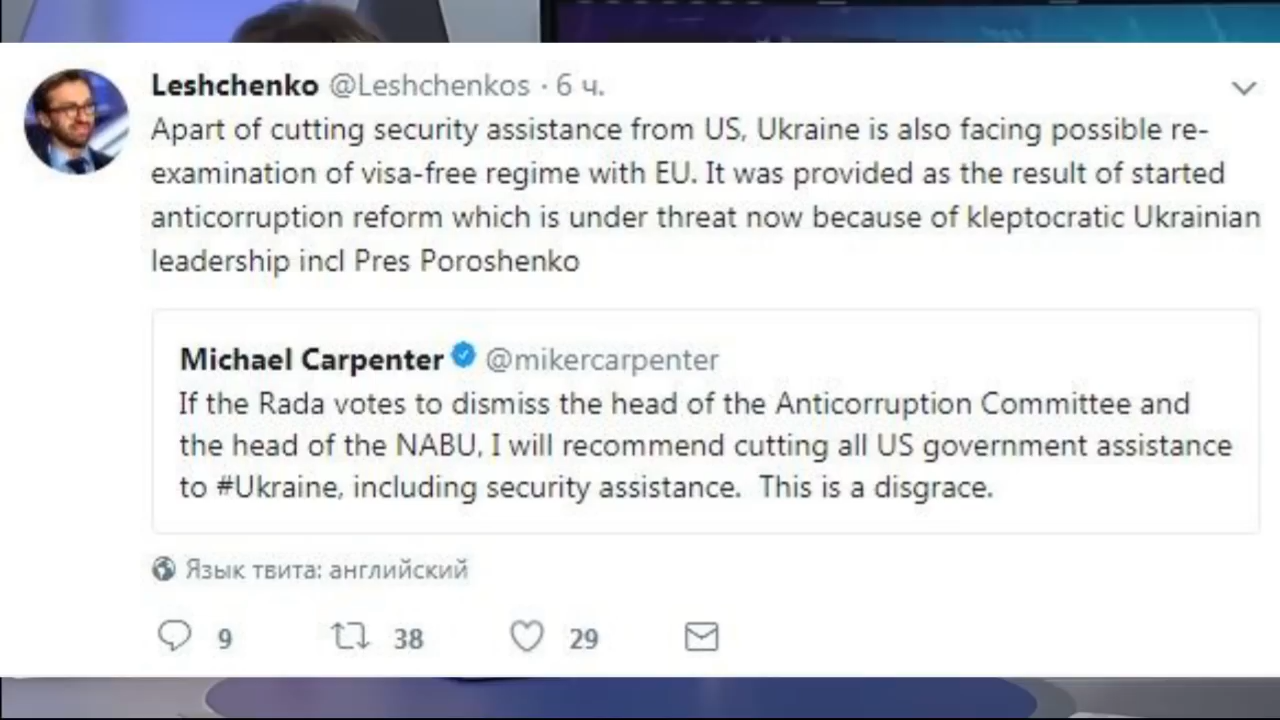 Leshchenko @Leshchenkos · 6 ч.
Apart of cutting security assistance from US, Ukraine is also facing possible re-
examination of visa-free regime with EU. It was provided as the result of started
anticorruption reform which is under threat now because of kleptocratic Ukrainian
leadership incl Pres Poroshenko
Michael Carpenter @mikercarpenter
If the Rada votes to dismiss the head of the Anticorruption Committee and
the head of the NABU, I will recommend cutting all US government assistance
to #Ukraine, including security assistance. This is a disgrace.
Язык твита: английский
9 38 29